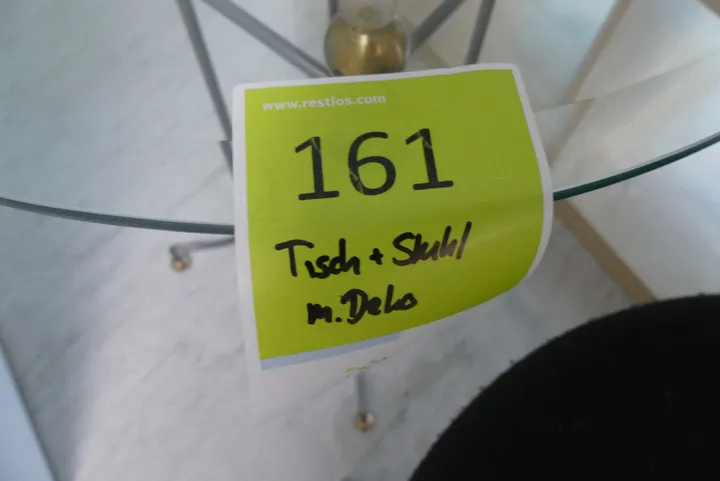 www.restlos.com
161
Tisch + Stuhl
m. Deko